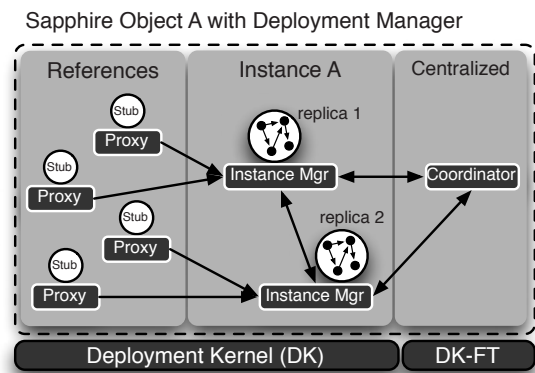 Sapphire Object A with Deployment Manager
References
Instance A
Centralized
Stub
Proxy
replica 1
Stub
Proxy
Instance Mgr
Coordinator
Stub
Proxy
replica 2
Stub
Proxy
Instance Mgr
Deployment Kernel (DK)
DK-FT